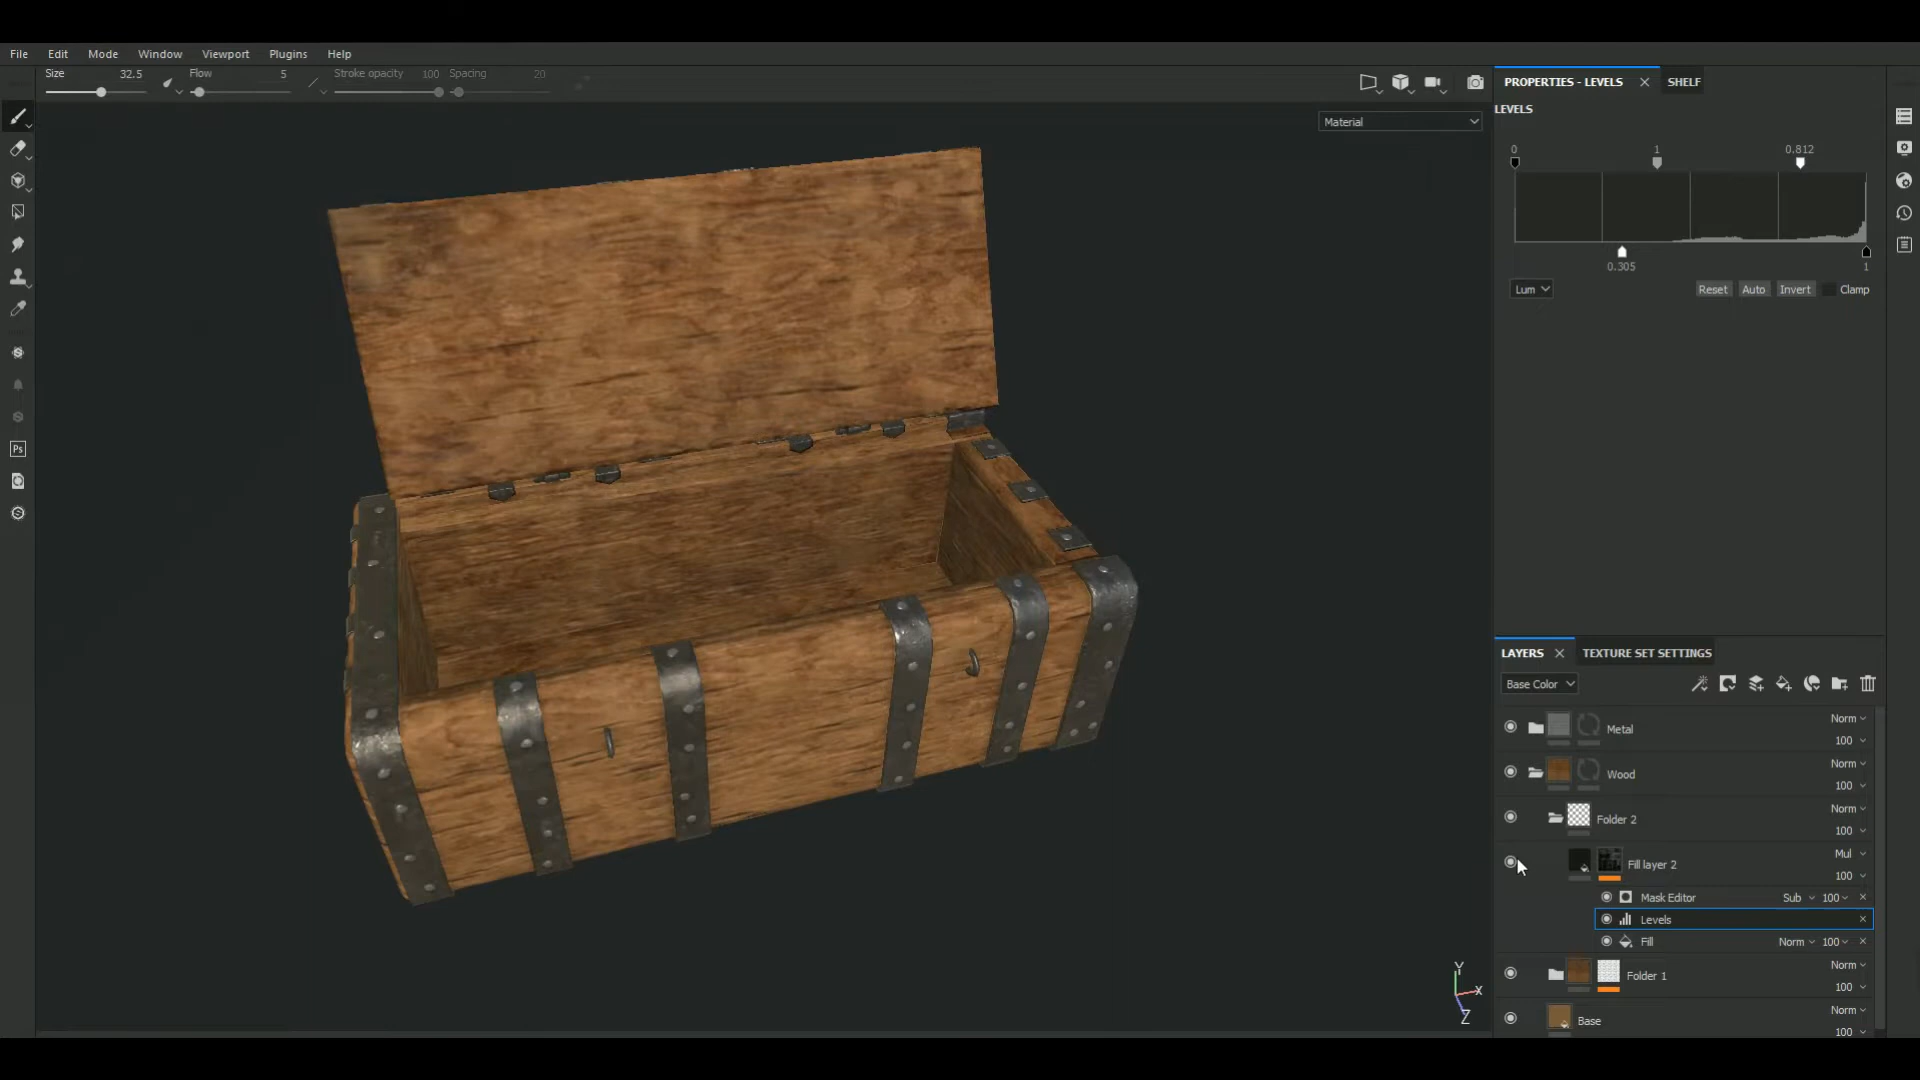 File Edit Mode Window Viewport Plugins Help
Size 32.5 Flow 5 Stroke opacity 100 Spacing 20
Material
PROPERTIES - LEVELS SHELF
LEVELS
0 1 0.812
0.305 1
Lum Reset Auto Invert Clamp
Ps
LAYERS TEXTURE SET SETTINGS
Base Color
Metal Norm 100
Wood Norm 100
Folder 2 Norm 100
Fill layer 2 Mul 100
Mask Editor Sub 100
Levels
Fill Norm 100
Folder 1 Norm 100
Base Norm 100
Y
X
Z